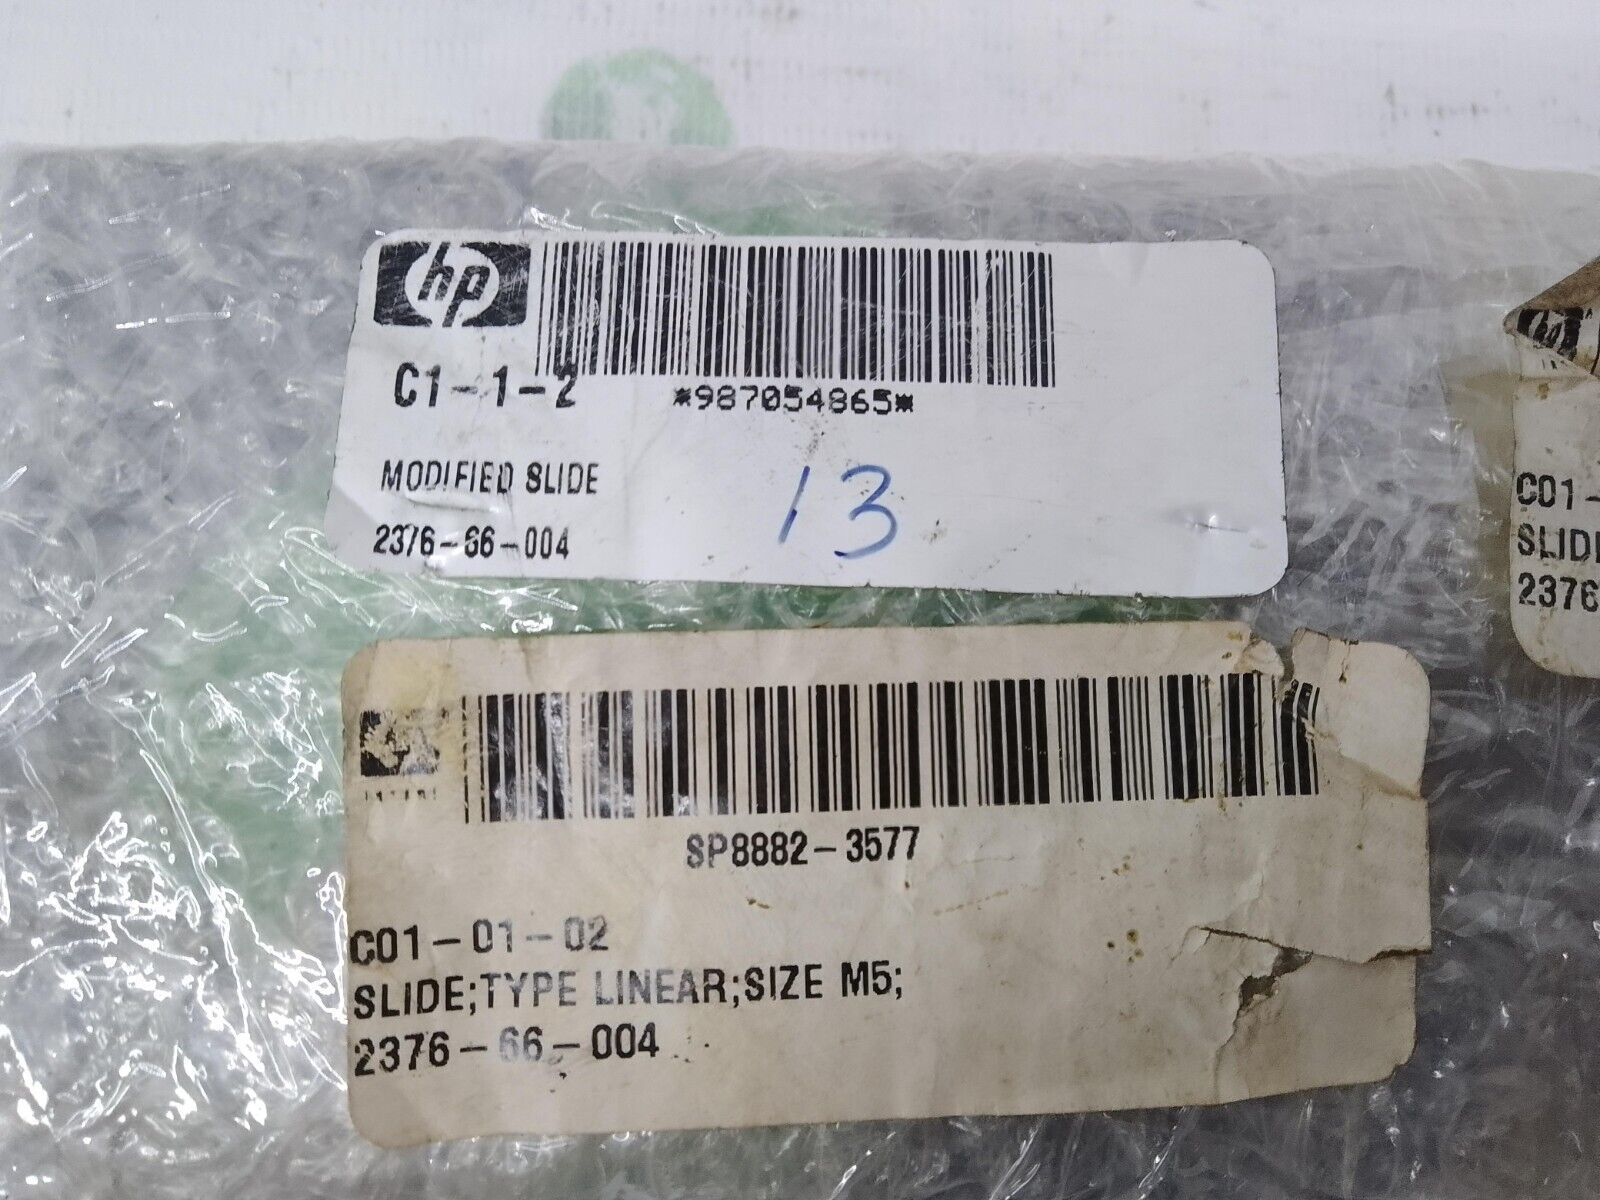 hp
C1-1-2
*987054865*
MODIFIED SLIDE
2376-66-004
13
SP8882-3577
C01-01-02
SLIDE;TYPE LINEAR;SIZE M5;
2376-66-004
hp
C01-
SLID
2376